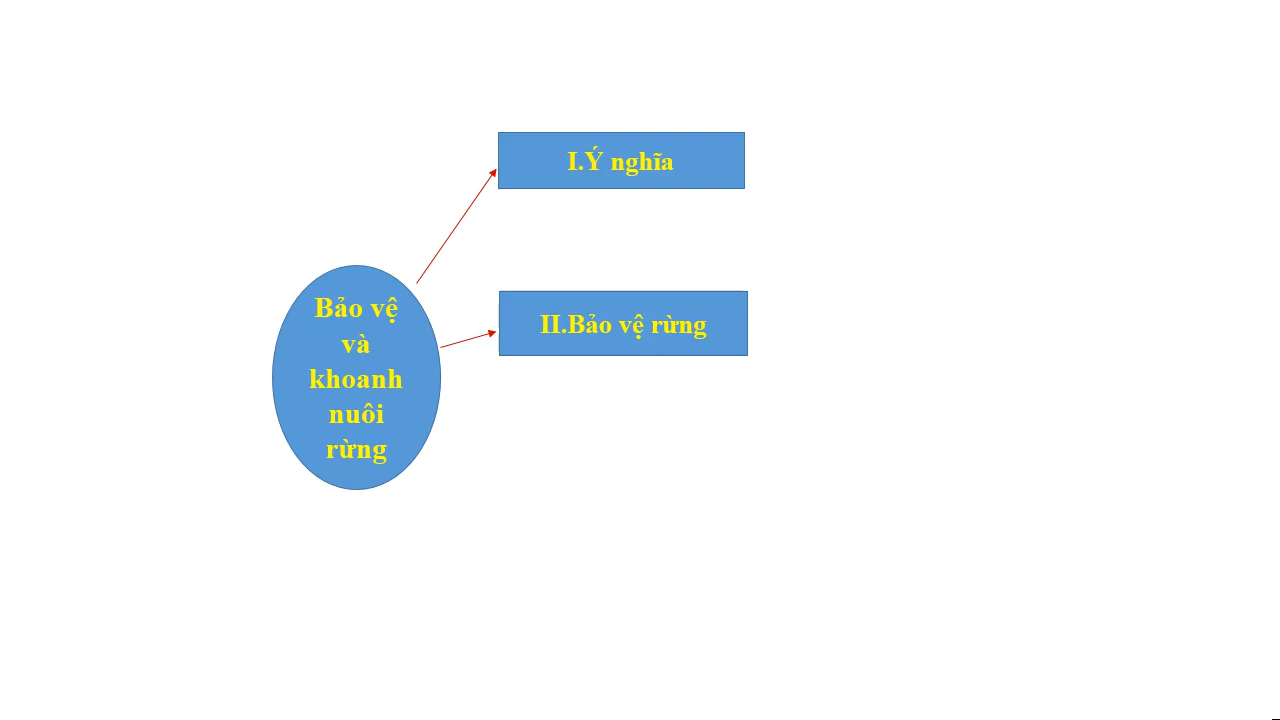 I.Ý nghĩa
Bảo vệ
và
khoanh
nuôi
rừng
II.Bảo vệ rừng